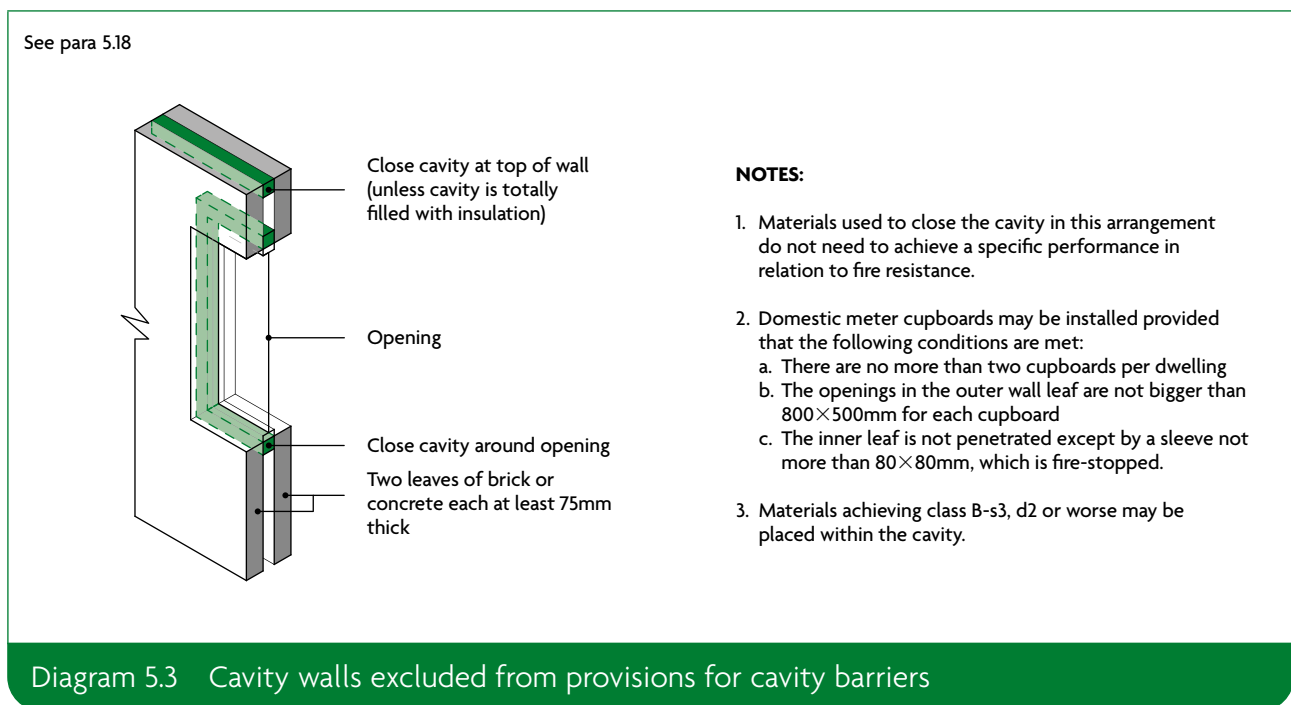 See para 5.18
Close cavity at top of wall
(unless cavity is totally
filled with insulation)
Opening
Close cavity around opening
Two leaves of brick or
concrete each at least 75mm
thick
NOTES:
1. Materials used to close the cavity in this arrangement
do not need to achieve a specific performance in
relation to fire resistance.
2. Domestic meter cupboards may be installed provided
that the following conditions are met:
a. There are no more than two cupboards per dwelling
b. The openings in the outer wall leaf are not bigger than
800×500mm for each cupboard
c. The inner leaf is not penetrated except by a sleeve not
more than 80×80mm, which is fire-stopped.
3. Materials achieving class B-s3, d2 or worse may be
placed within the cavity.
Diagram 5.3 Cavity walls excluded from provisions for cavity barriers